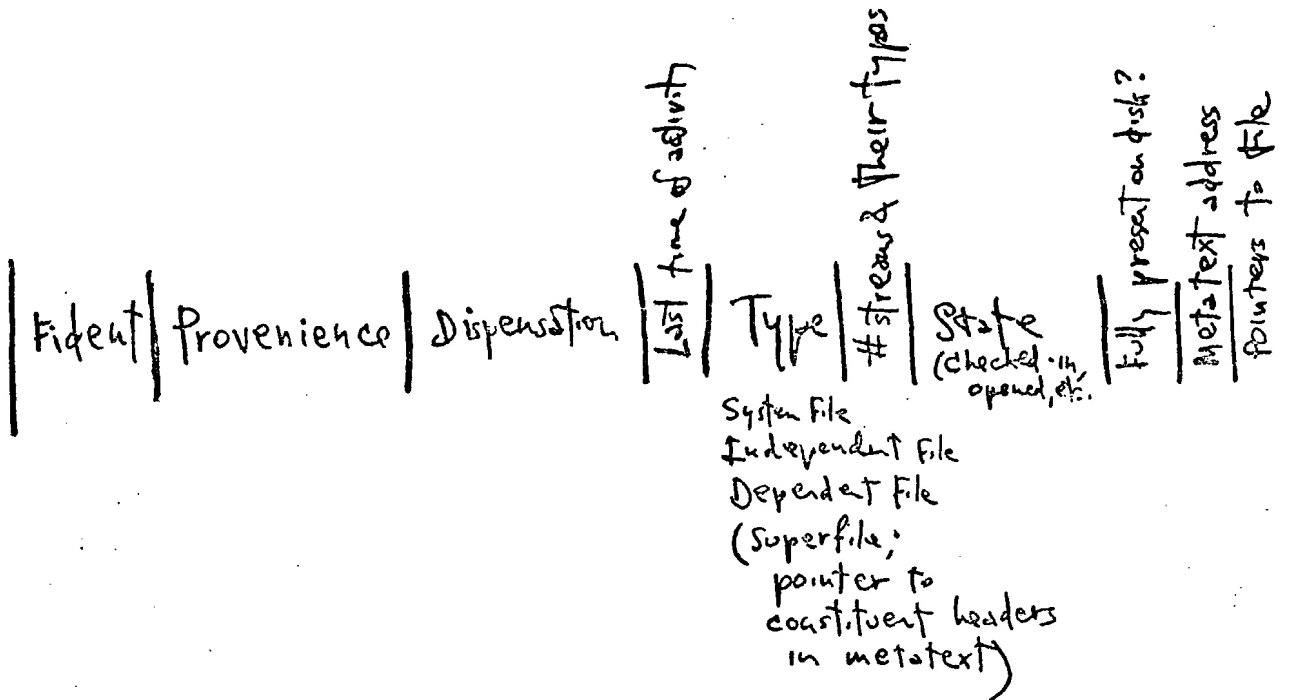 Fident
Provenience
Dispensation
Last time of activity
Type
System File
Independent File
Dependent File
(Superfile;
pointer to
constituent headers
in metatext)
# streams & Their Types
State
(Checked-in,
opened, etc.
Fully present on disk?
Metatext address
Pointers to File